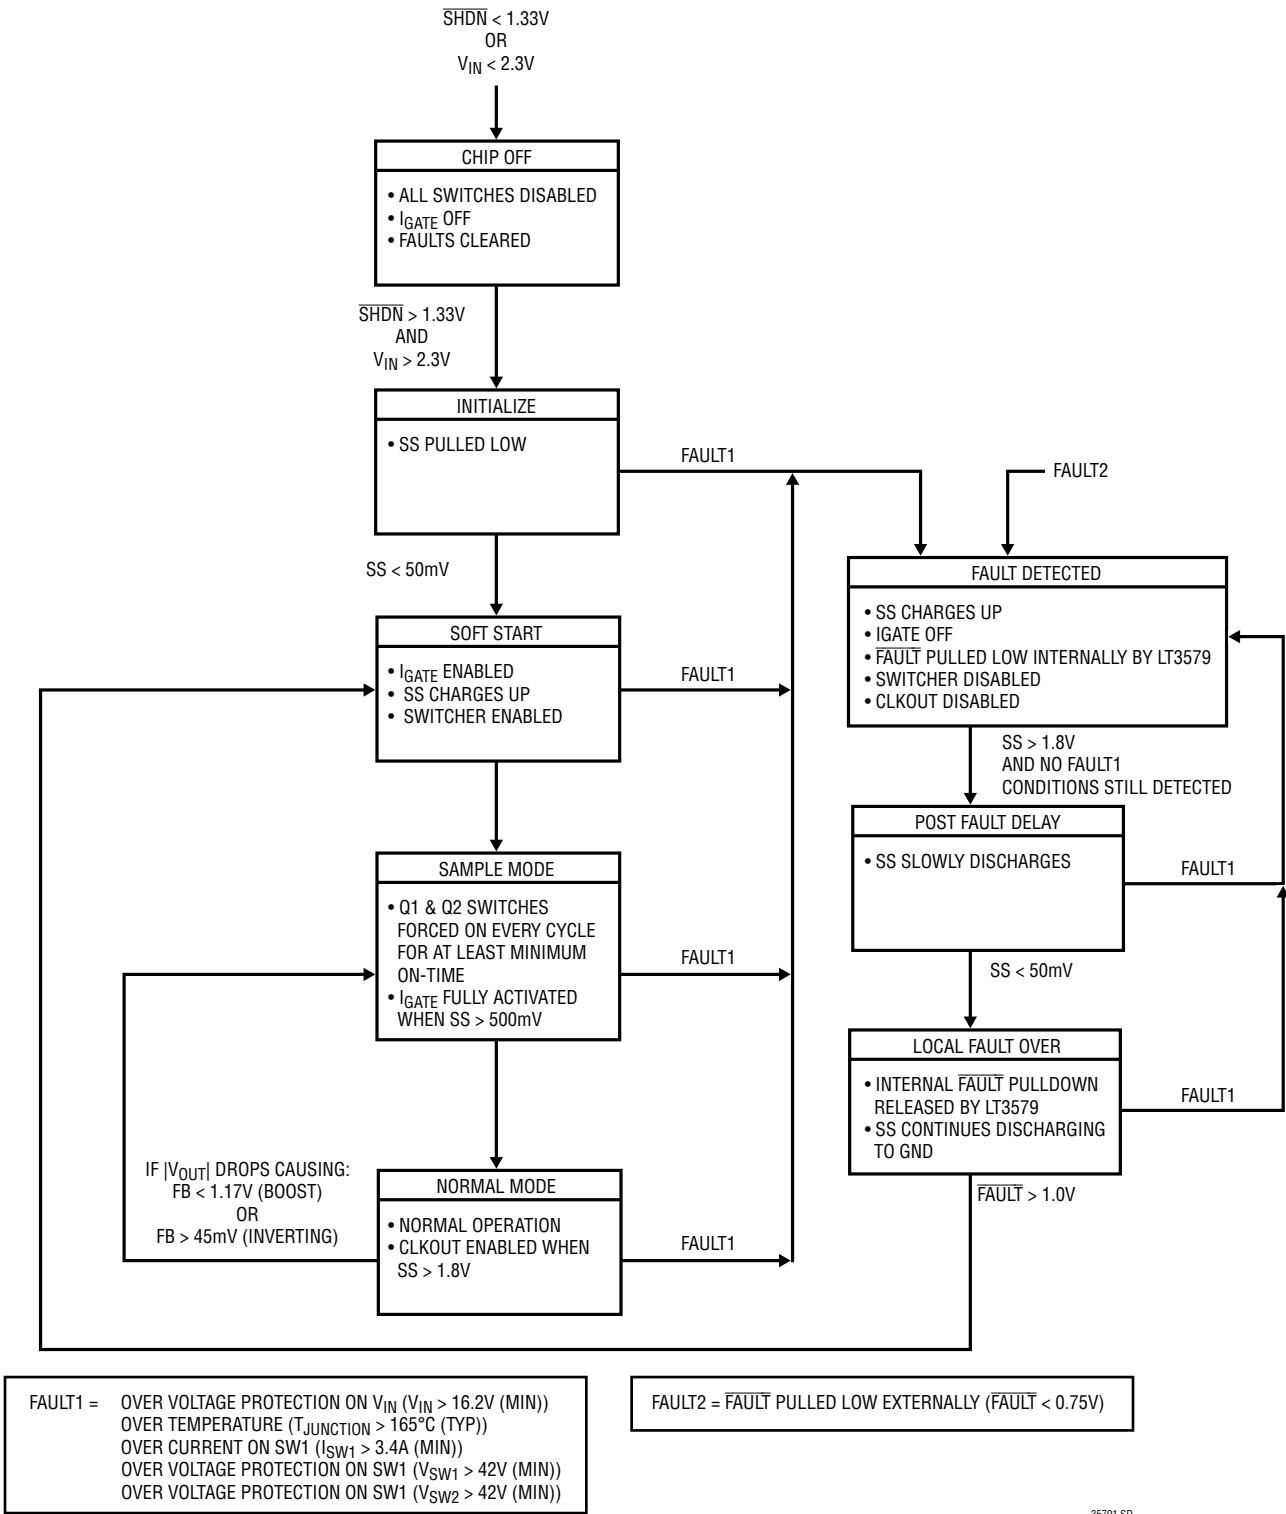 SHDN < 1.33V
OR
VIN < 2.3V
CHIP OFF
• ALL SWITCHES DISABLED
• IGATE OFF
• FAULTS CLEARED
SHDN > 1.33V
AND
VIN > 2.3V
INITIALIZE
• SS PULLED LOW
FAULT1
SS < 50mV
SOFT START
• IGATE ENABLED
• SS CHARGES UP
• SWITCHER ENABLED
FAULT1
SAMPLE MODE
• Q1 & Q2 SWITCHES
FORCED ON EVERY CYCLE
FOR AT LEAST MINIMUM
ON-TIME
• IGATE FULLY ACTIVATED
WHEN SS > 500mV
FAULT1
IF |VOUT| DROPS CAUSING:
FB < 1.17V (BOOST)
OR
FB > 45mV (INVERTING)
NORMAL MODE
• NORMAL OPERATION
• CLKOUT ENABLED WHEN
SS > 1.8V
FAULT1
FAULT2
FAULT DETECTED
• SS CHARGES UP
• IGATE OFF
• FAULT PULLED LOW INTERNALLY BY LT3579
• SWITCHER DISABLED
• CLKOUT DISABLED
SS > 1.8V
AND NO FAULT1
CONDITIONS STILL DETECTED
POST FAULT DELAY
• SS SLOWLY DISCHARGES
FAULT1
SS < 50mV
LOCAL FAULT OVER
• INTERNAL FAULT PULLDOWN
RELEASED BY LT3579
• SS CONTINUES DISCHARGING
TO GND
FAULT1
FAULT > 1.0V
FAULT1 = OVER VOLTAGE PROTECTION ON VIN (VIN > 16.2V (MIN))
OVER TEMPERATURE (TJUNCTION > 165°C (TYP))
OVER CURRENT ON SW1 (ISW1 > 3.4A (MIN))
OVER VOLTAGE PROTECTION ON SW1 (VSW1 > 42V (MIN))
OVER VOLTAGE PROTECTION ON SW1 (VSW2 > 42V (MIN))
FAULT2 = FAULT PULLED LOW EXTERNALLY (FAULT < 0.75V)